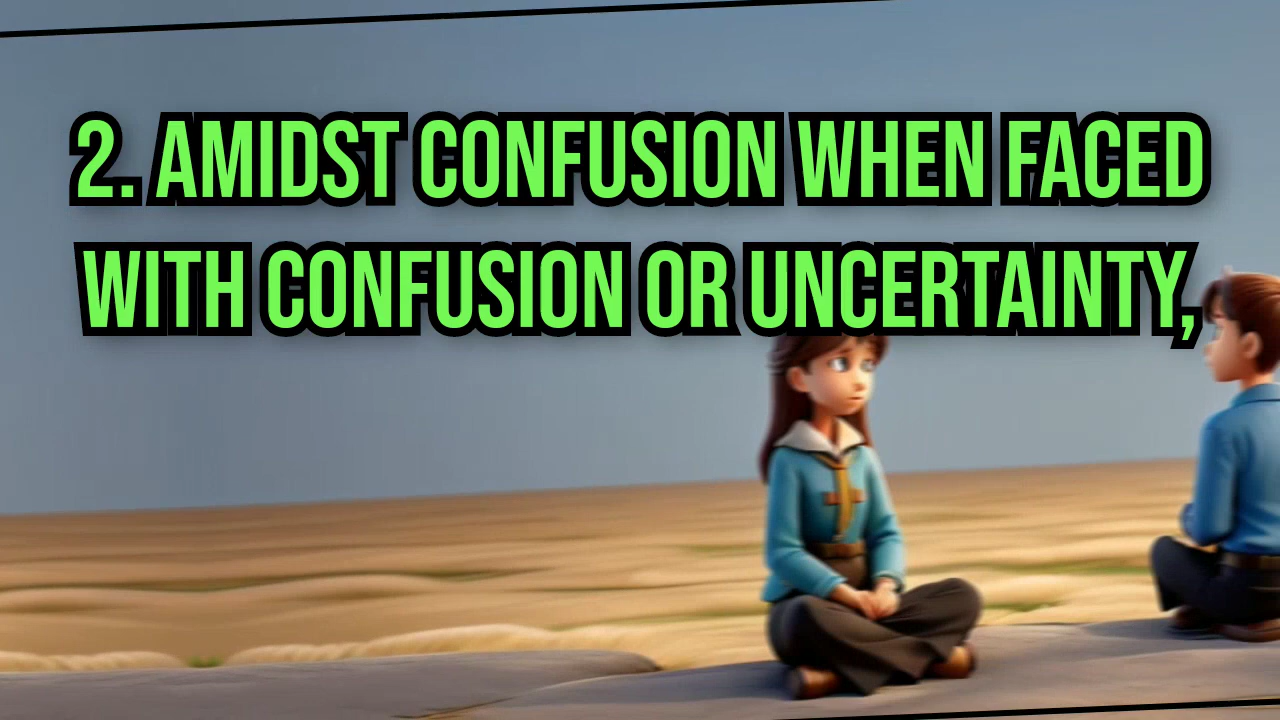 2. AMIDST CONFUSION WHEN FACED
WITH CONFUSION OR UNCERTAINTY,